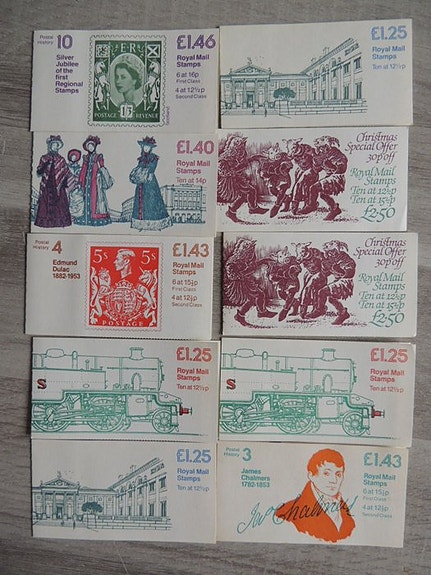 Postal
History
10
Silver
Jubilee
of the
first
Regional
Stamps
E R
1/3
POSTAGE REVENUE
£1.46
Royal Mail
Stamps
6 at 16p
First Class
4 at 12½p
Second Class
£1.25
Royal Mail
Stamps
Ten at 12½p
£1.40
Royal Mail
Stamps
Ten at 14p
Christmas
Special Offer
30p off
Royal Mail
Stamps
Ten at 12½p
Ten at 15½p
£2.50
Postal
History
4
Edmund
Dulac
1882-1953
5s 5s
POSTAGE
£1.43
Royal Mail
Stamps
6 at 15½p
First Class
4 at 12½p
Second Class
Christmas
Special Offer
30p off
Royal Mail
Stamps
Ten at 12½p
Ten at 15½p
£2.50
S
£1.25
Royal Mail
Stamps
Ten at 12½p
S
£1.25
Royal Mail
Stamps
Ten at 12½p
£1.25
Royal Mail
Stamps
Ten at 12½p
Postal
History
3
James
Chalmers
1782-1853
Jas Chalmers
£1.43
Royal Mail
Stamps
6 at 15½p
First Class
4 at 12½p
Second Class